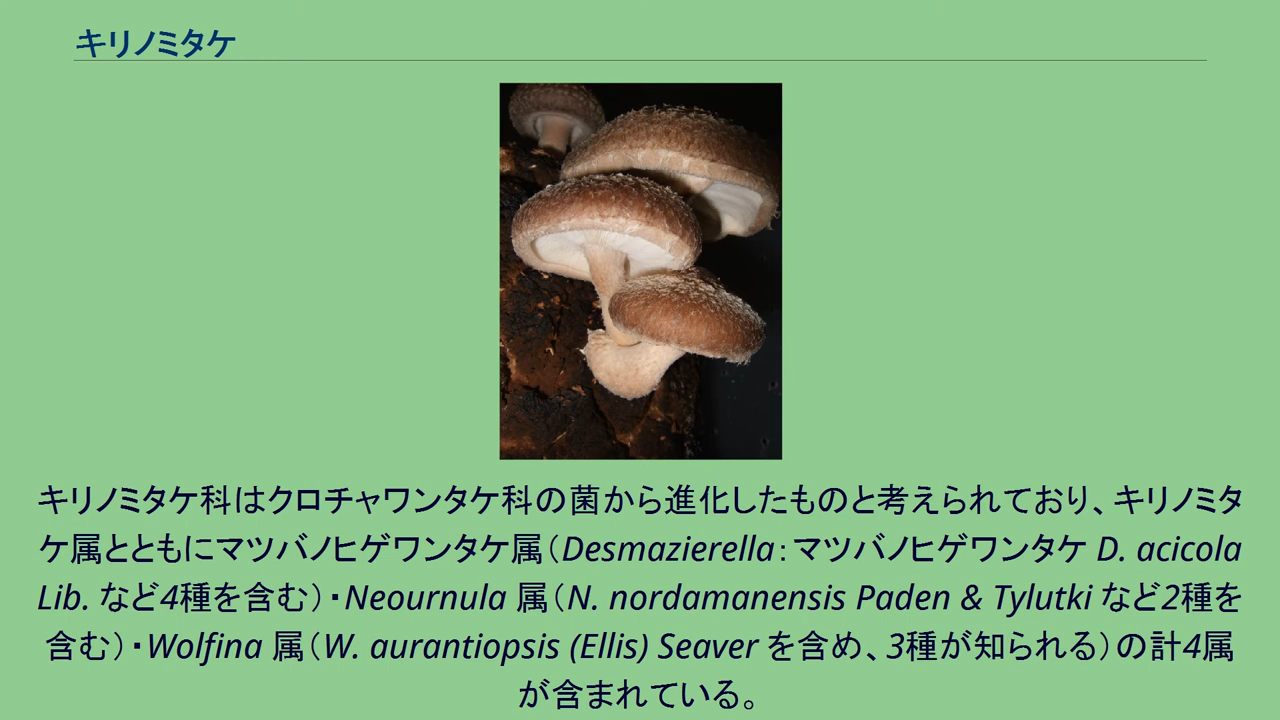 キリノミタケ
キリノミタケ科はクロチャワンタケ科の菌から進化したものと考えられており、キリノミタ
ケ属とともにマツバノヒゲワンタケ属（Desmazierella：マツバノヒゲワンタケ D. acicola
Lib. など4種を含む）・Neournula 属（N. nordamanensis Paden & Tylutki など2種を
含む）・Wolfina 属（W. aurantiopsis (Ellis) Seaver を含め、3種が知られる）の計4属
が含まれている。